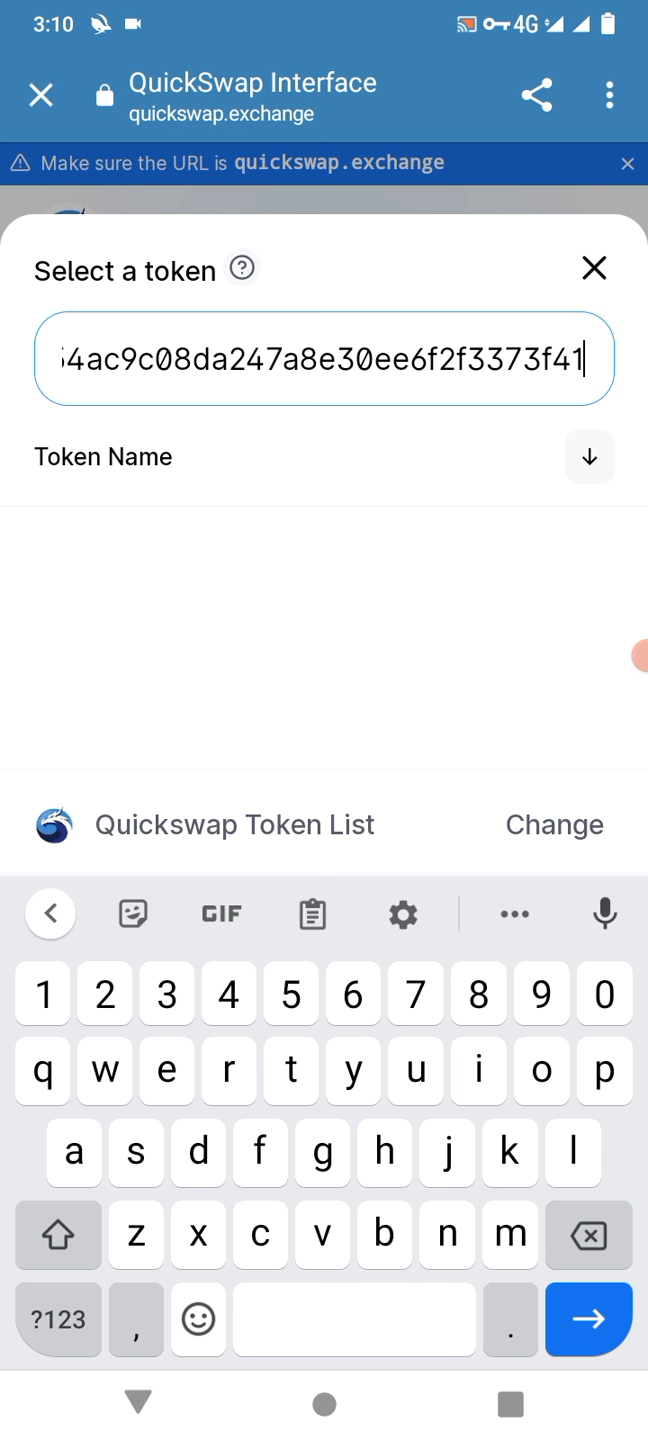 3:10
4G
QuickSwap Interface
quickswap.exchange
Make sure the URL is quickswap.exchange
Select a token
4ac9c08da247a8e30ee6f2f3373f41
Token Name
Quickswap Token List
Change
GIF
1 2 3 4 5 6 7 8 9 0
q w e r t y u i o p
a s d f g h j k l
z x c v b n m
?123 , .